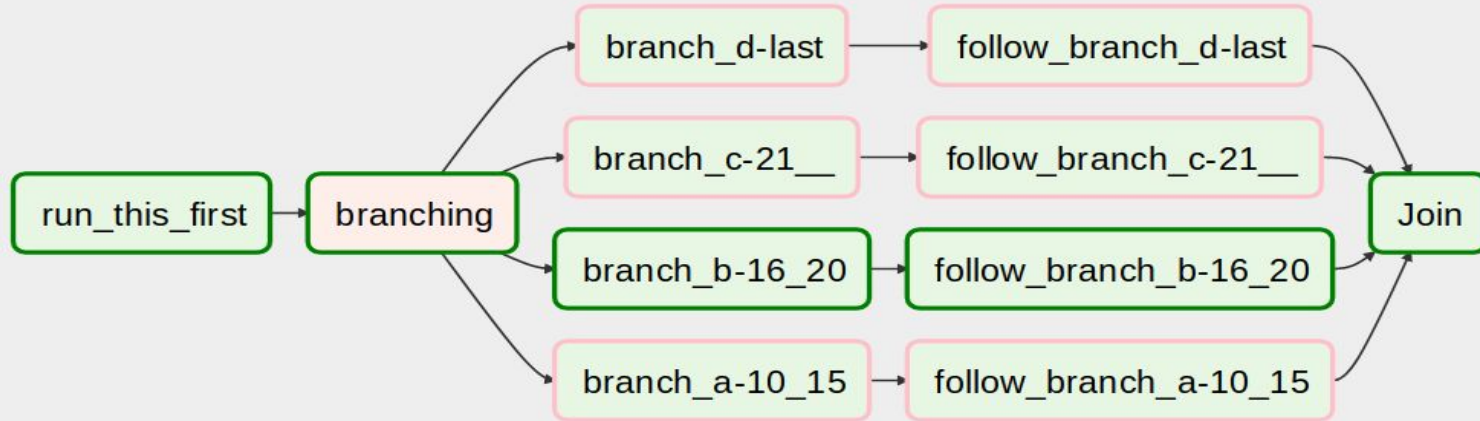 run_this_first
branching
branch_d-last
follow_branch_d-last
branch_c-21__
follow_branch_c-21__
branch_b-16_20
follow_branch_b-16_20
branch_a-10_15
follow_branch_a-10_15
Join